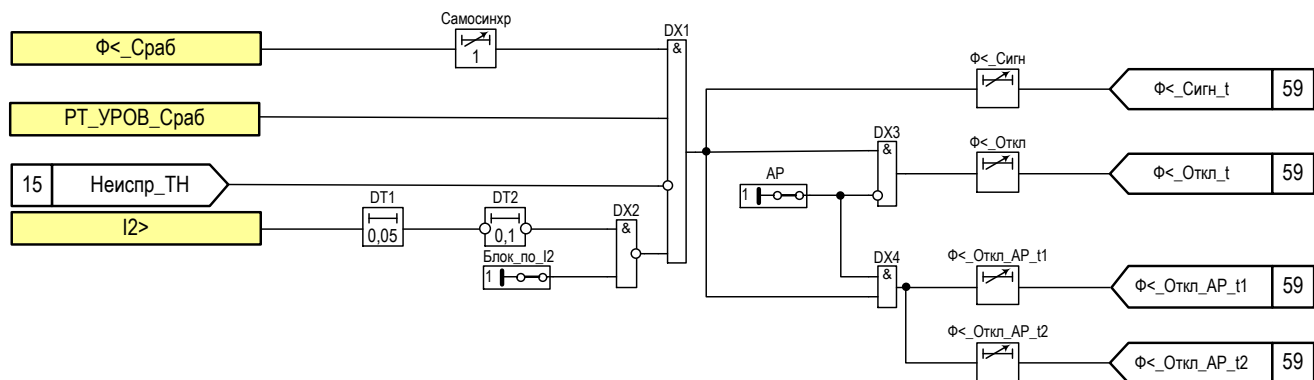 Самосинхр
DX1
Ф<_Сраб
1
&
Ф<_Сигн
Ф<_Сигн_t 59
РТ_УРОВ_Сраб
DX3
&
Ф<_Откл
Ф<_Откл_t 59
15 Неиспр_ТН
АР
1
I2>
DT1
0,05
DT2
0,1
DX2
&
Блок_по_I2
1
DX4
&
Ф<_Откл_АР_t1
Ф<_Откл_АР_t1 59
Ф<_Откл_АР_t2
Ф<_Откл_АР_t2 59